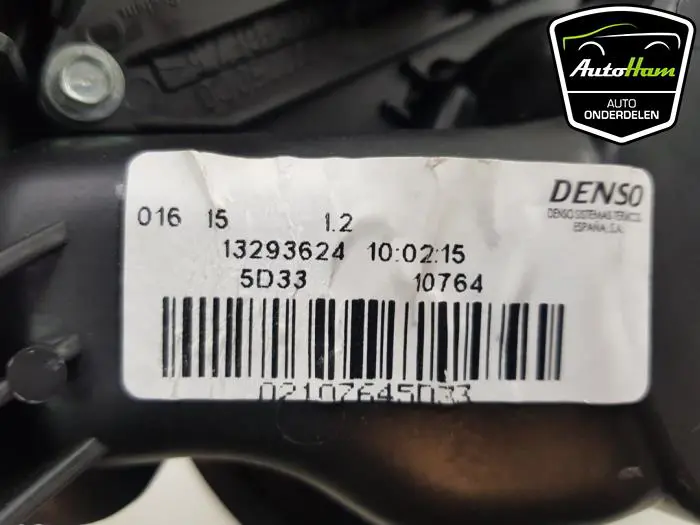 AutoHam
AUTO
ONDERDELEN
DENSO
DENSO SISTEMAS TERMICOS
ESPAÑA, S.A.
016 15 1.2
13293624 10:02:15
5D33 10764
02107645D33